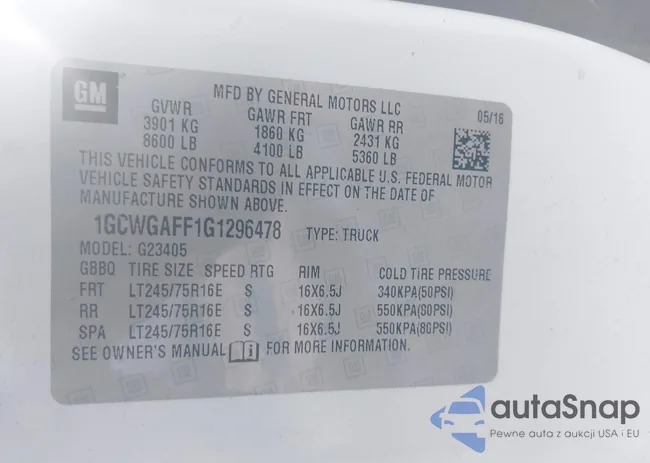 GM
MFD BY GENERAL MOTORS LLC
05/16
GVWR GAWR FRT GAWR RR
3901 KG 1860 KG 2431 KG
8600 LB 4100 LB 5360 LB
THIS VEHICLE CONFORMS TO ALL APPLICABLE U.S. FEDERAL MOTOR
VEHICLE SAFETY STANDARDS IN EFFECT ON THE DATE OF
MANUFACTURE SHOWN ABOVE.
1GCWGAFF1G1296478 TYPE: TRUCK
MODEL: G23405
GBBQ TIRE SIZE SPEED RTG RIM COLD TIRE PRESSURE
FRT LT245/75R16E S 16X6.5J 340KPA(50PSI)
RR LT245/75R16E S 16X6.5J 550KPA(80PSI)
SPA LT245/75R16E S 16X6.5J 550KPA(80PSI)
SEE OWNER'S MANUAL FOR MORE INFORMATION.
autaSnap
Pewne auta z aukcji USA i EU